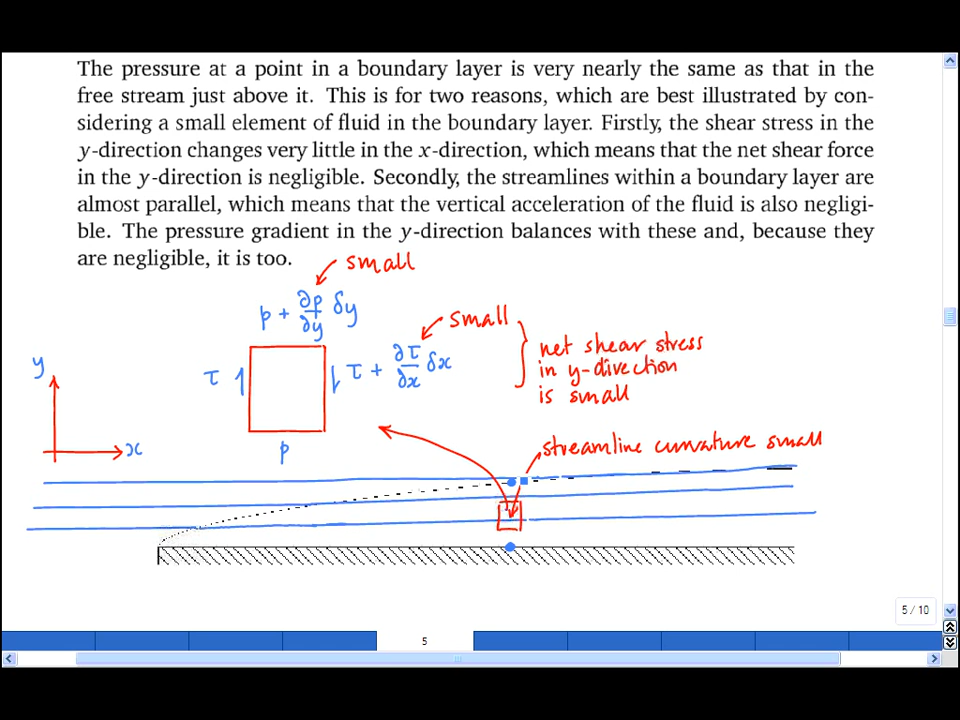 The pressure at a point in a boundary layer is very nearly the same as that in the
free stream just above it. This is for two reasons, which are best illustrated by con-
sidering a small element of fluid in the boundary layer. Firstly, the shear stress in the
y-direction changes very little in the x-direction, which means that the net shear force
in the y-direction is negligible. Secondly, the streamlines within a boundary layer are
almost parallel, which means that the vertical acceleration of the fluid is also negligi-
ble. The pressure gradient in the y-direction balances with these and, because they
are negligible, it is too.
small
p + ∂p/∂y δy
small
τ
τ + ∂τ/∂x δx
net shear stress
in y-direction
is small
y
x
p
streamline curvature small
5 / 10
5